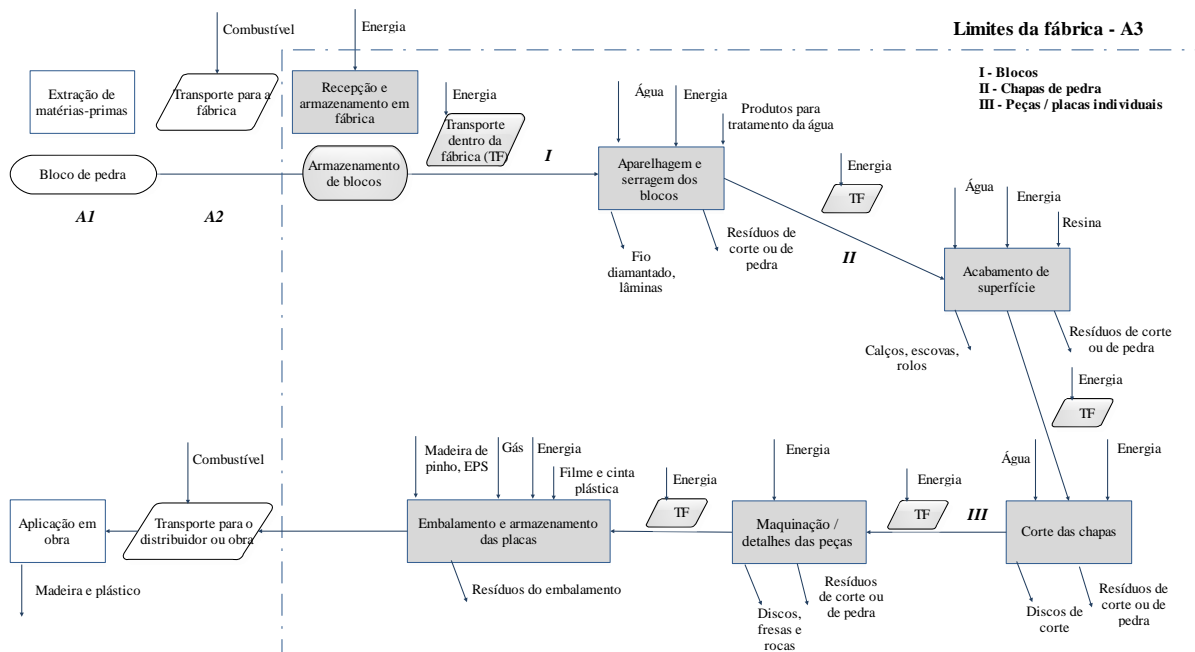 Limites da fábrica - A3
I - Blocos
II - Chapas de pedra
III - Peças / placas individuais
Combustível
Energia
Extração de
matérias-primas
Transporte para a
fábrica
Recepção e
armazenamento em
fábrica
Energia
Transporte
dentro da
fábrica (TF)
I
Bloco de pedra
Armazenamento
de blocos
A1
A2
Água
Energia
Produtos para
tratamento da água
Aparelhagem e
serragem dos
blocos
Energia
TF
II
Fio
diamantado,
lâminas
Resíduos de
corte ou de
pedra
Água
Energia
Resina
Acabamento de
superfície
Calços, escovas,
rolos
Resíduos de corte
ou de pedra
Energia
TF
Combustível
Madeira de
pinho, EPS
Gás
Energia
Filme e cinta
plástica
Energia
TF
Energia
Energia
TF
III
Água
Energia
Aplicação em
obra
Transporte para o
distribuidor ou obra
Embalamento e armazenamento
das placas
Maquinação /
detalhes das peças
Corte das chapas
Madeira e plástico
Resíduos do embalamento
Discos,
fresas e
rocas
Resíduos
de corte ou
de pedra
Discos de
corte
Resíduos de
corte ou de
pedra